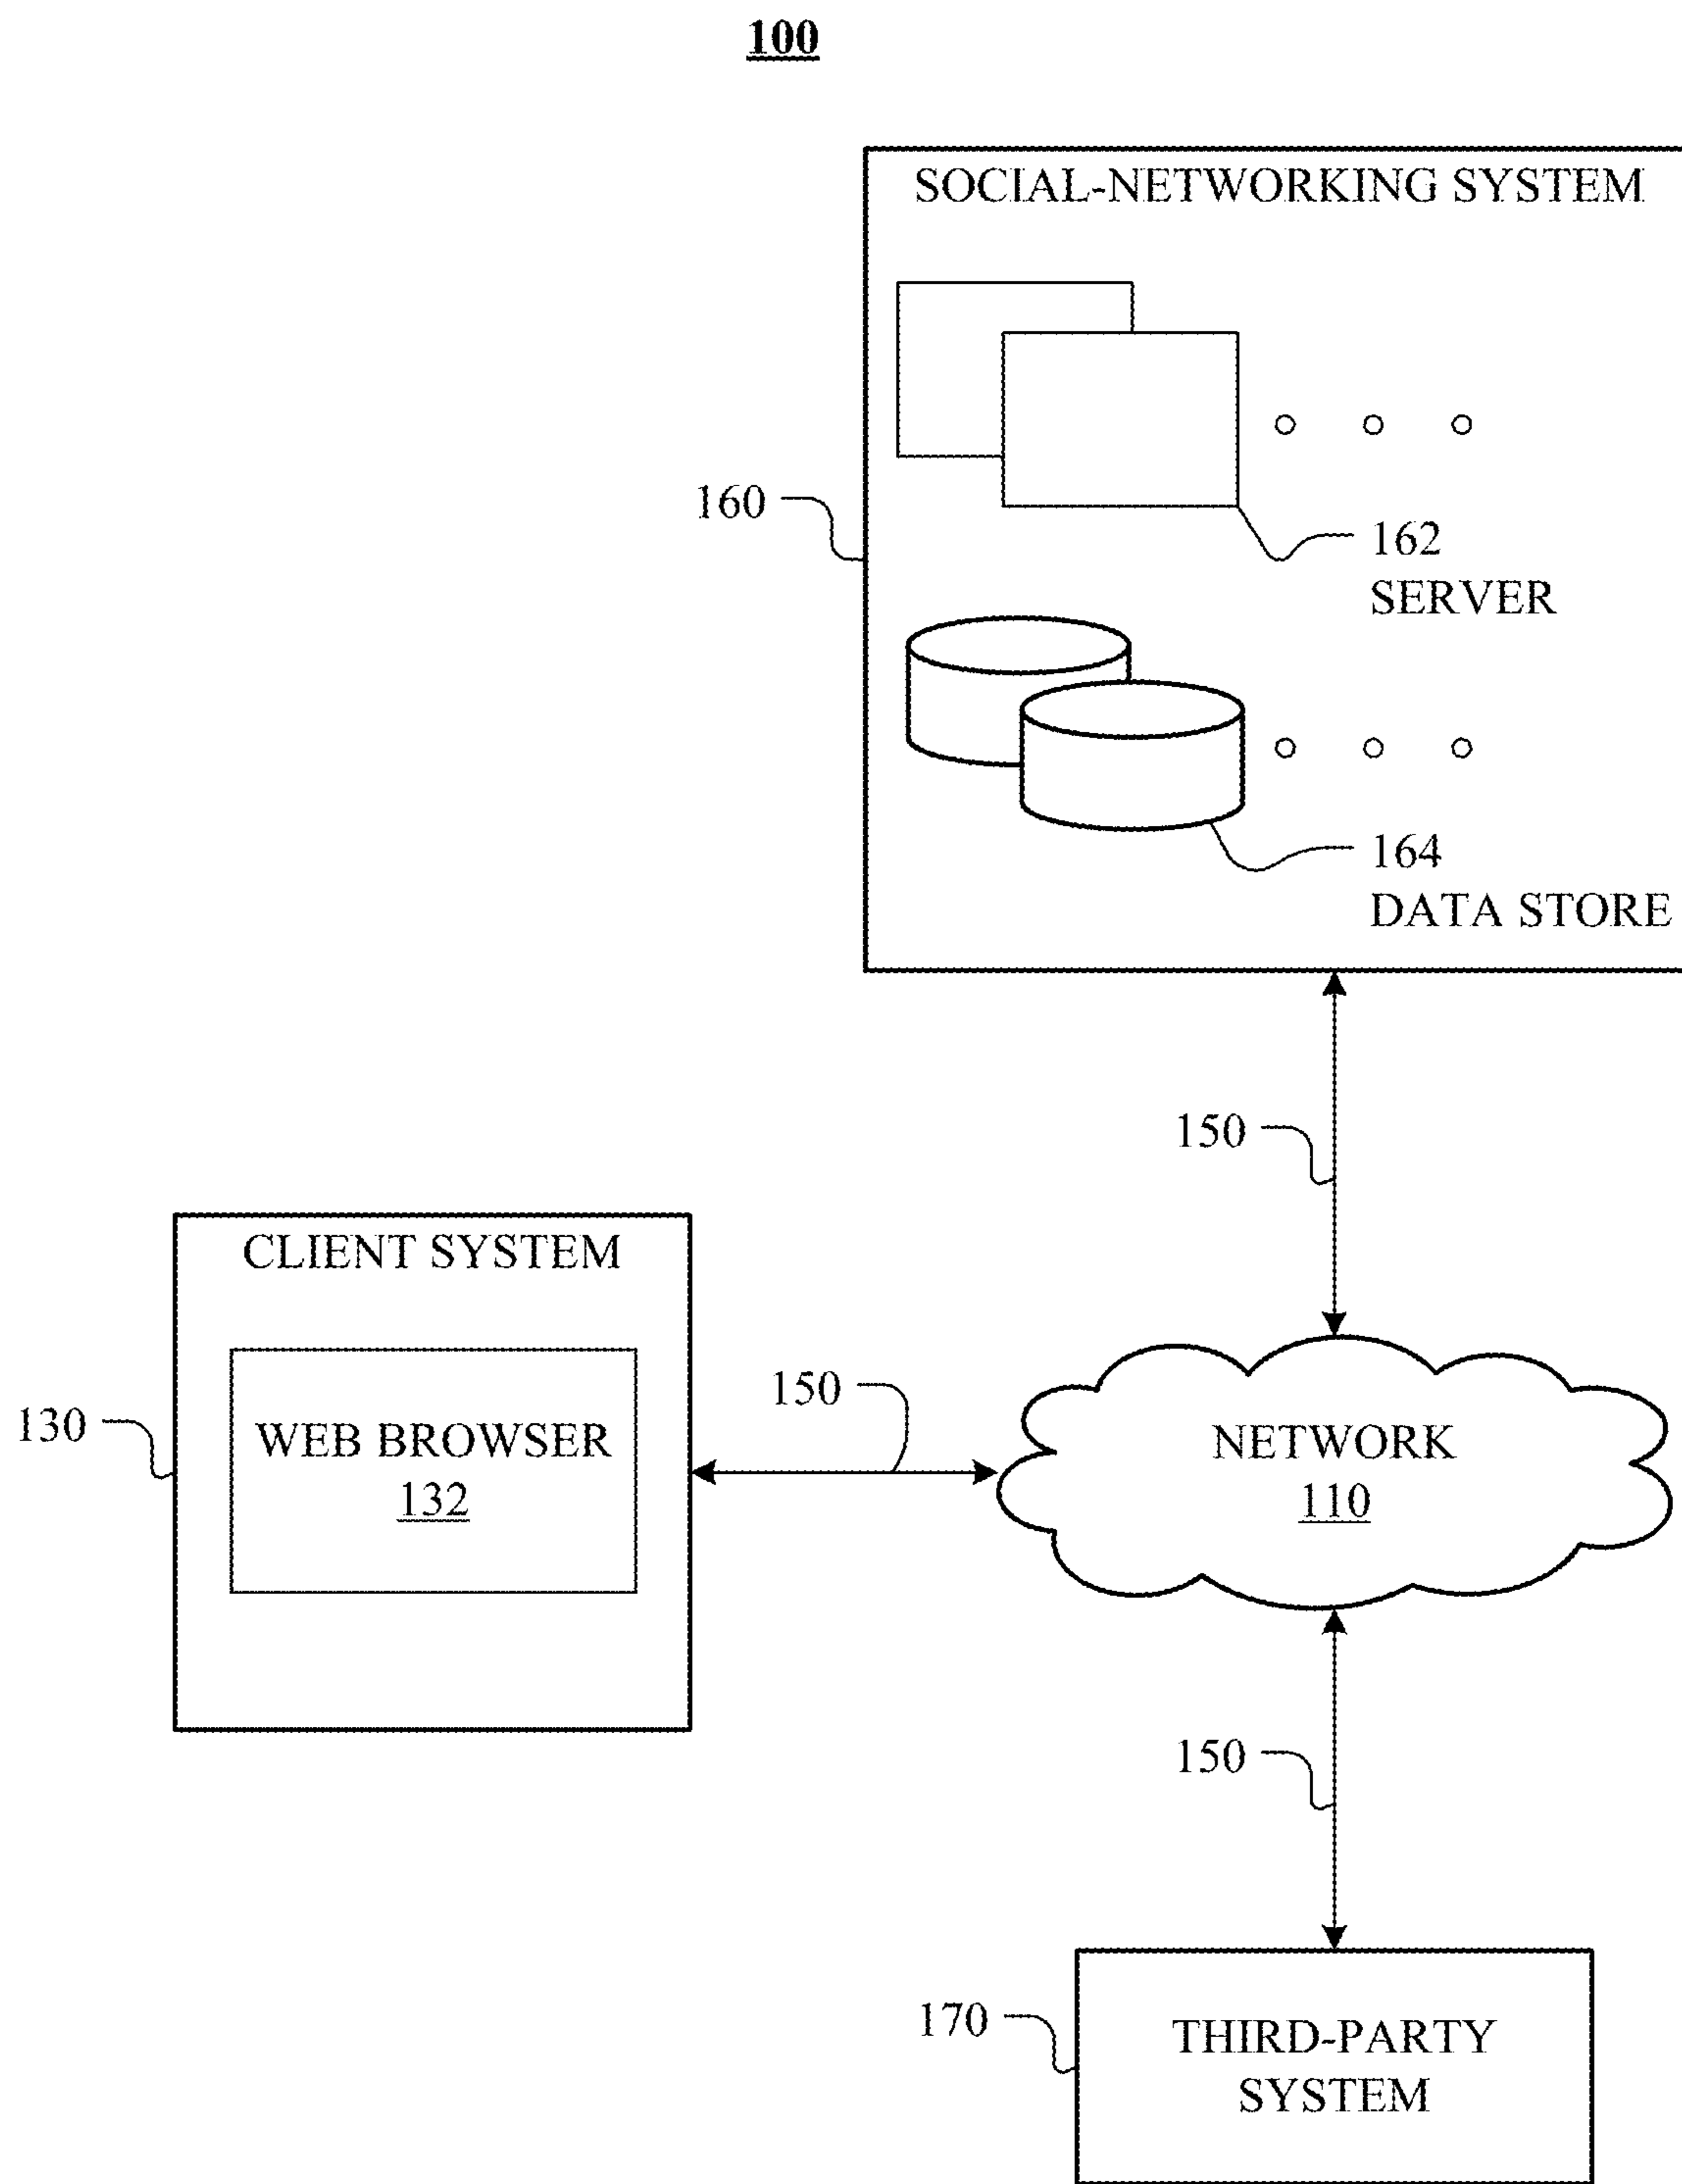 100
SOCIAL-NETWORKING SYSTEM
160
162
SERVER
164
DATA STORE
150
CLIENT SYSTEM
130
WEB BROWSER
132
150
NETWORK
110
150
170
THIRD-PARTY
SYSTEM